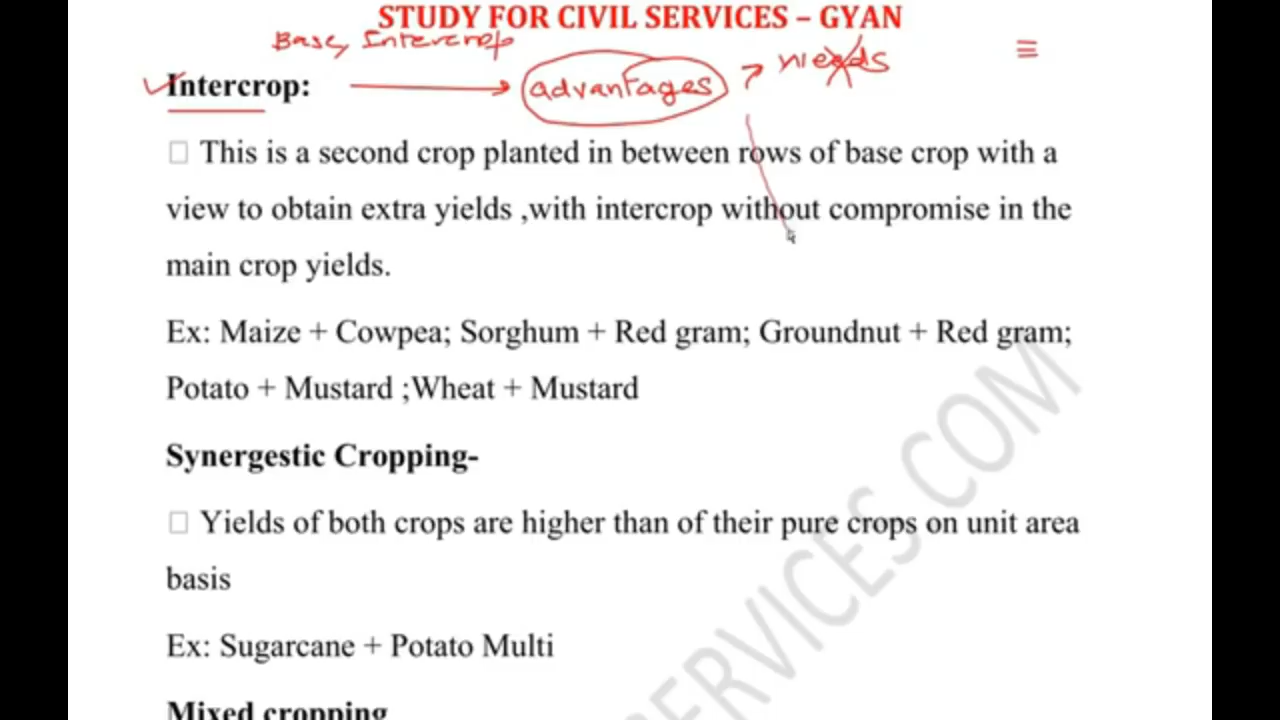 STUDY FOR CIVIL SERVICES – GYAN
Base, Intercrop
Intercrop:
advantages
This is a second crop planted in between rows of base crop with a
view to obtain extra yields ,with intercrop without compromise in the
main crop yields.
Ex: Maize + Cowpea; Sorghum + Red gram; Groundnut + Red gram;
Potato + Mustard ;Wheat + Mustard
Synergestic Cropping-
Yields of both crops are higher than of their pure crops on unit area
basis
Ex: Sugarcane + Potato Multi
Mixed cropping
SERVICES.COM